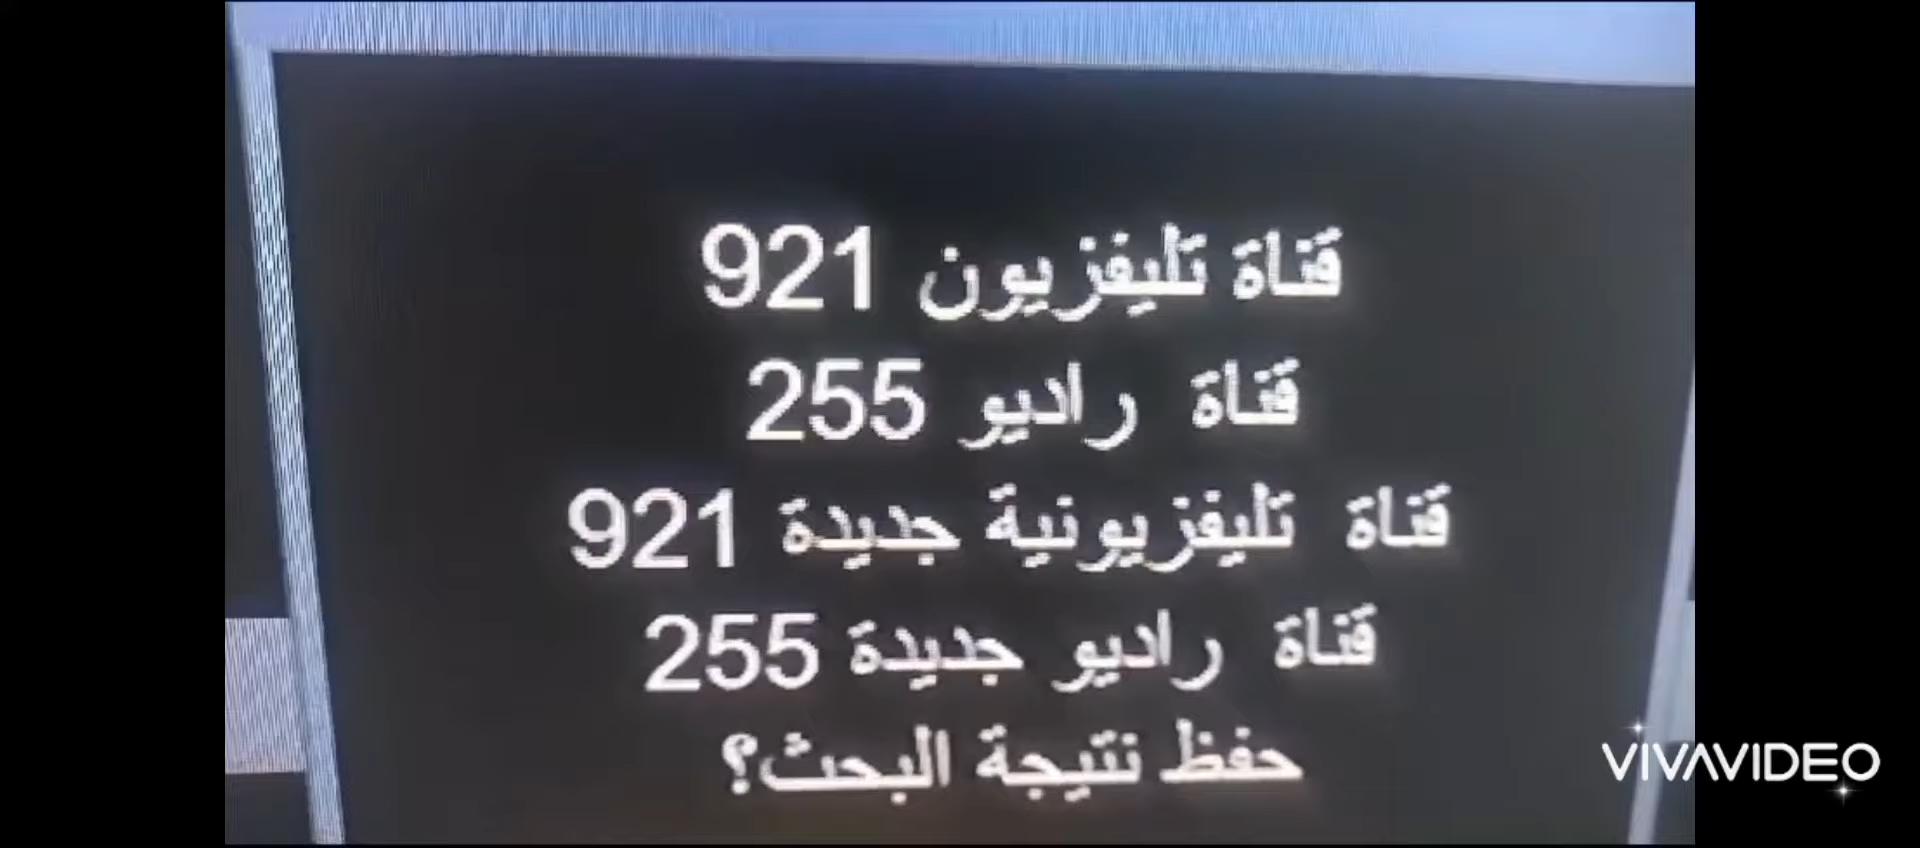 قناة تليفزيون 921
قناة راديو 255
قناة تليفزيونية جديدة 921
قناة راديو جديدة 255
حفظ نتيجة البحث؟
VIVAVIDEO